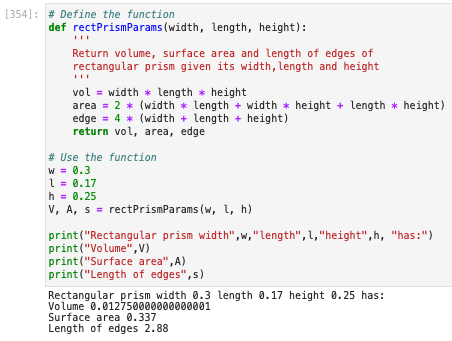 [354]: # Define the function
def rectPrismParams(width, length, height):
    '''
    Return volume, surface area and length of edges of
    rectangular prism given its width,length and height
    '''
    vol = width * length * height
    area = 2 * (width * length + width * height + length * height)
    edge = 4 * (width + length + height)
    return vol, area, edge

# Use the function
w = 0.3
l = 0.17
h = 0.25
V, A, s = rectPrismParams(w, l, h)

print("Rectangular prism width",w,"length",l,"height",h, "has:")
print("Volume",V)
print("Surface area",A)
print("Length of edges",s)
Rectangular prism width 0.3 length 0.17 height 0.25 has:
Volume 0.012750000000000001
Surface area 0.337
Length of edges 2.88